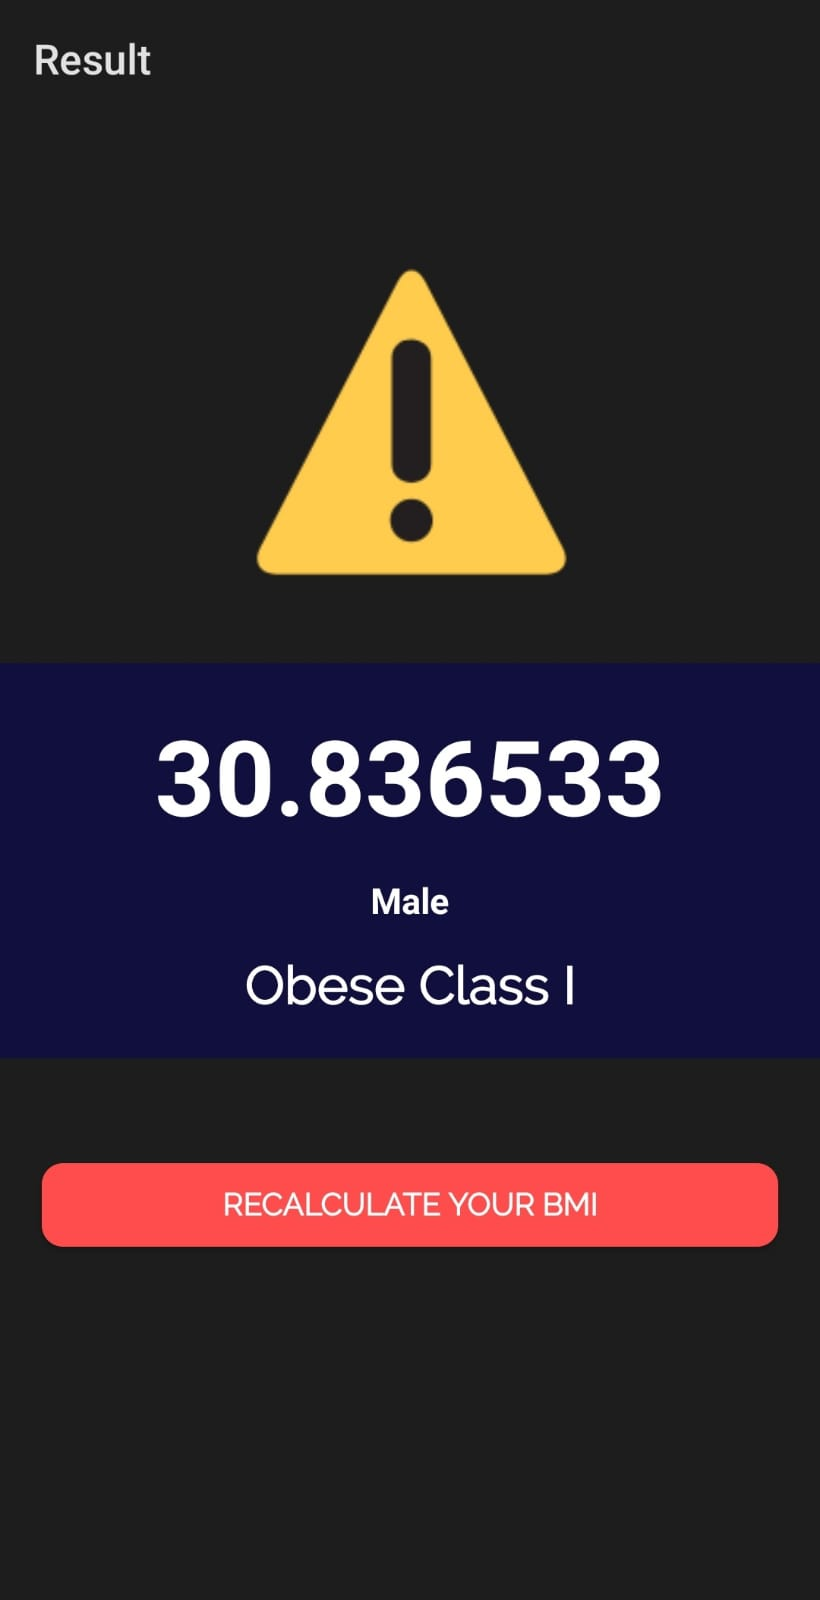 Result
30.836533
Male
Obese Class I
RECALCULATE YOUR BMI